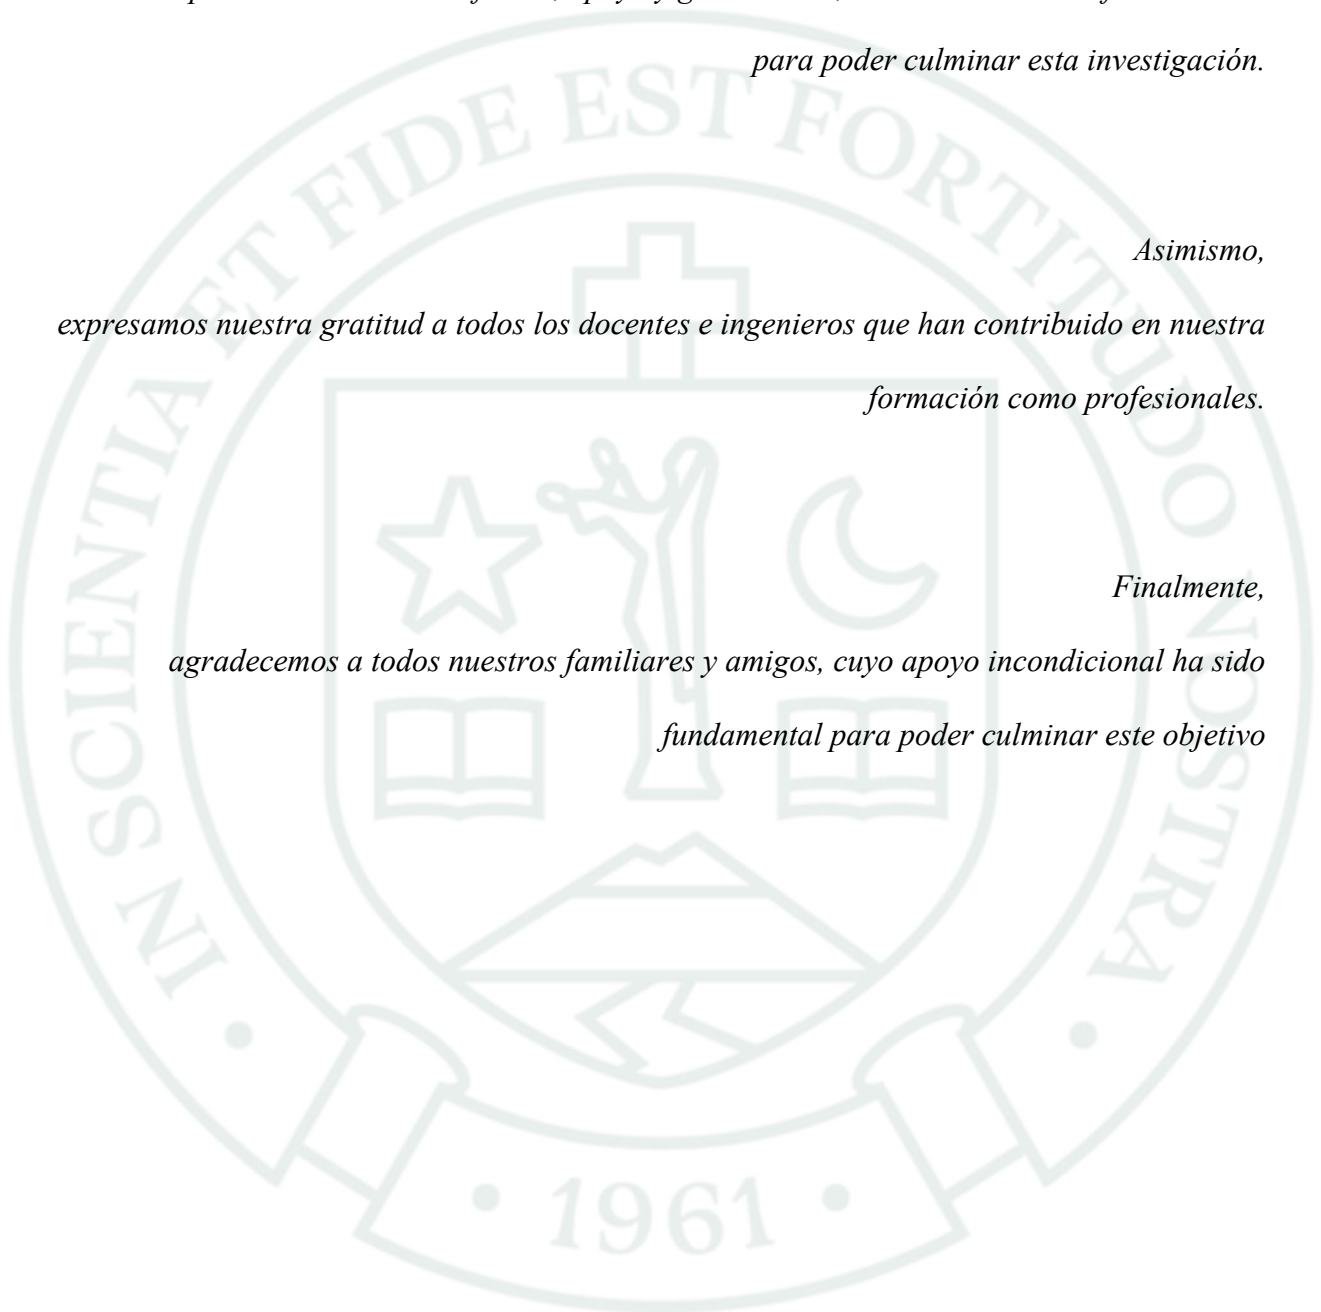 para poder culminar esta investigación.
Asimismo,
expresamos nuestra gratitud a todos los docentes e ingenieros que han contribuido en nuestra
formación como profesionales.
Finalmente,
agradecemos a todos nuestros familiares y amigos, cuyo apoyo incondicional ha sido
fundamental para poder culminar este objetivo
IN SCIENTIA ET FIDE EST FORTITUDO NOSTRA
1961